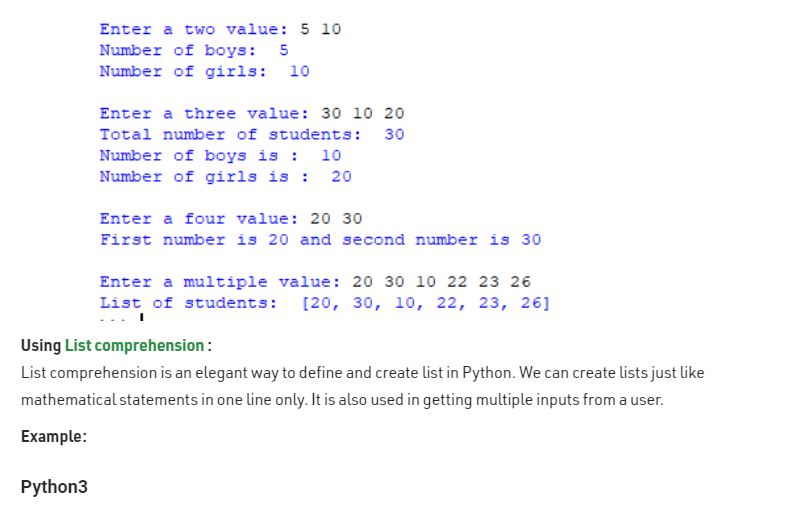 Enter a two value: 5 10
Number of boys:  5
Number of girls:  10
Enter a three value: 30 10 20
Total number of students:  30
Number of boys is :  10
Number of girls is :  20
Enter a four value: 20 30
First number is 20 and second number is 30
Enter a multiple value: 20 30 10 22 23 26
List of students:  [20, 30, 10, 22, 23, 26]
Using List comprehension :
List comprehension is an elegant way to define and create list in Python. We can create lists just like
mathematical statements in one line only. It is also used in getting multiple inputs from a user.
Example:
Python3